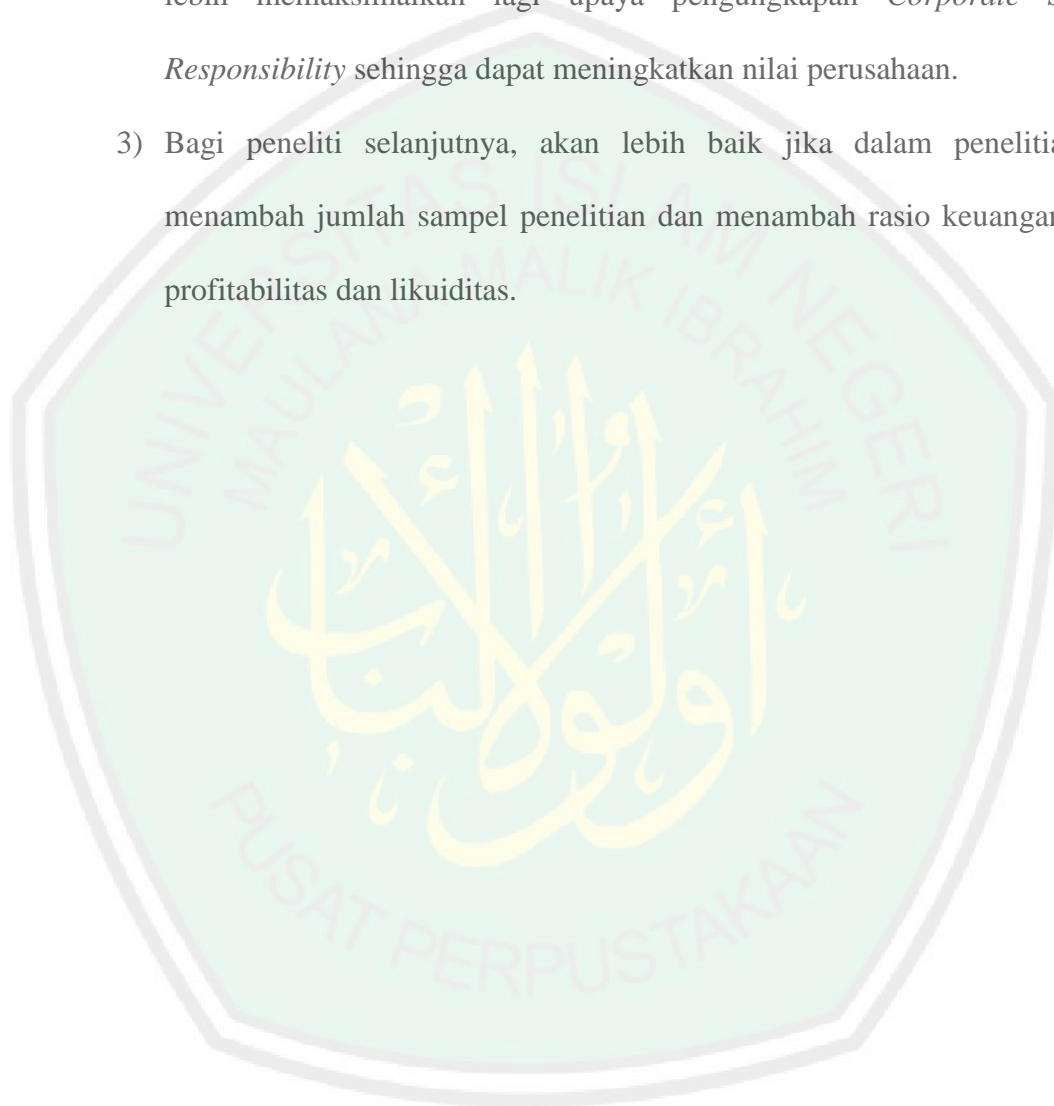 lebih memaksimalkan lagi upaya pengungkapan Corporate S
Responsibility sehingga dapat meningkatkan nilai perusahaan.
3) Bagi peneliti selanjutnya, akan lebih baik jika dalam penelitia
menambah jumlah sampel penelitian dan menambah rasio keuangan
profitabilitas dan likuiditas.
UNIVERSITAS ISLAM NEGERI
MAULANA MALIK IBRAHIM
أولو الألباب
PUSAT PERPUSTAKAAN